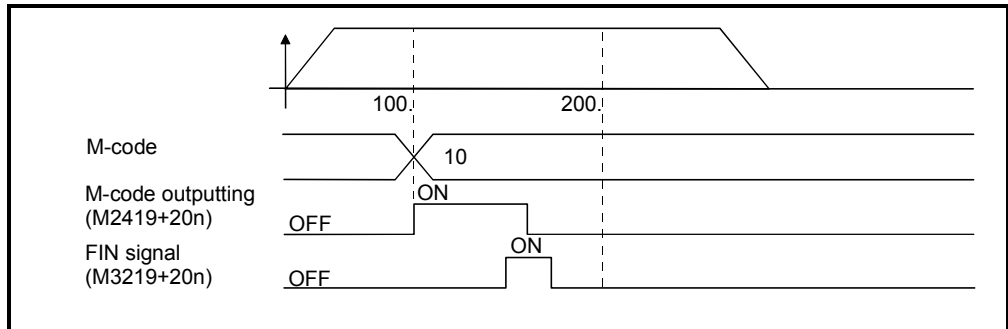 100. 200.
M-code 10
M-code outputting ON
(M2419+20n) OFF
FIN signal ON
(M3219+20n) OFF